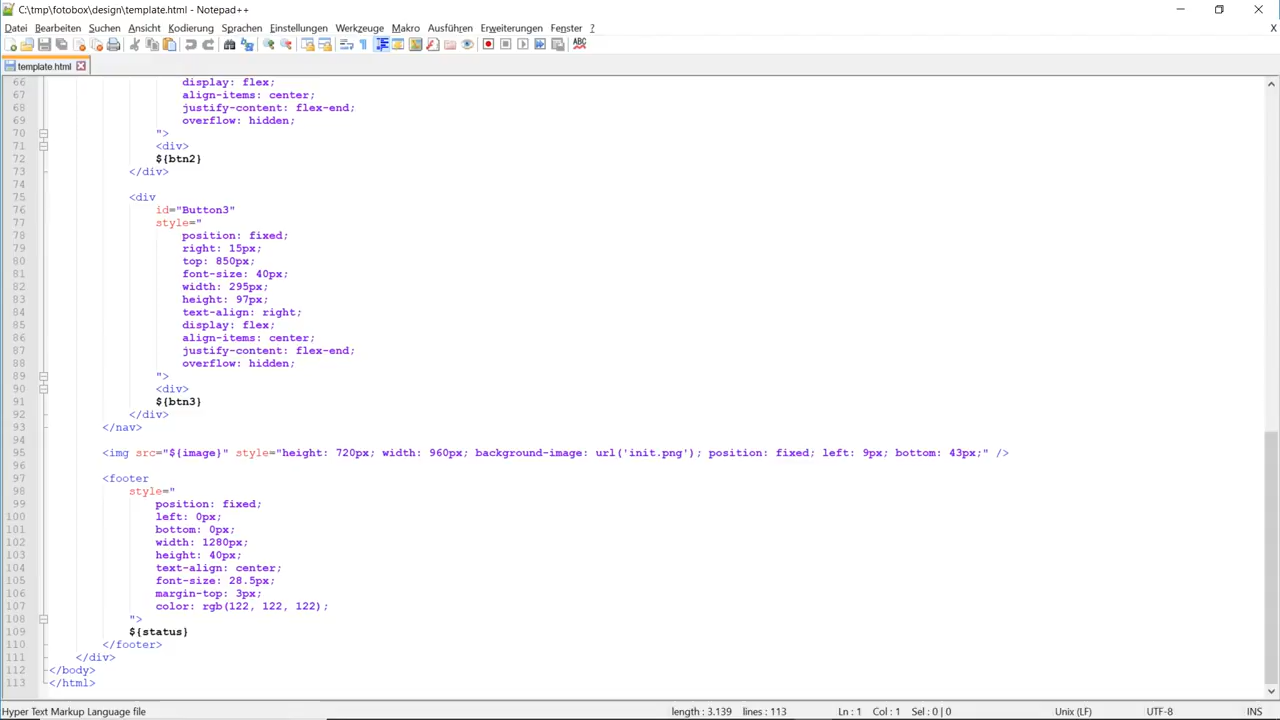 C:\tmp\fotobox\design\template.html - Notepad++
Datei Bearbeiten Suchen Ansicht Kodierung Sprachen Einstellungen Werkzeuge Makro Ausführen Erweiterungen Fenster ? X
ABC
template.html
66 display: flex;
67 align-items: center;
68 justify-content: flex-end;
69 overflow: hidden;
70 ">
71 <div>
72 ${btn2}
73 </div>
74
75 <div
76 id="Button3"
77 style="
78 position: fixed;
79 right: 15px;
80 top: 850px;
81 font-size: 40px;
82 width: 295px;
83 height: 97px;
84 text-align: right;
85 display: flex;
86 align-items: center;
87 justify-content: flex-end;
88 overflow: hidden;
89 ">
90 <div>
91 ${btn3}
92 </div>
93 </nav>
94
95 <img src="${image}" style="height: 720px; width: 960px; background-image: url('init.png'); position: fixed; left: 9px; bottom: 43px;" />
96
97 <footer
98 style="
99 position: fixed;
100 left: 0px;
101 bottom: 0px;
102 width: 1280px;
103 height: 40px;
104 text-align: center;
105 font-size: 28.5px;
106 margin-top: 3px;
107 color: rgb(122, 122, 122);
108 ">
109 ${status}
110 </footer>
111 </div>
112 </body>
113 </html>
Hyper Text Markup Language file length : 3.139 lines : 113 Ln : 1 Col : 1 Sel : 0 | 0 Unix (LF) UTF-8 INS